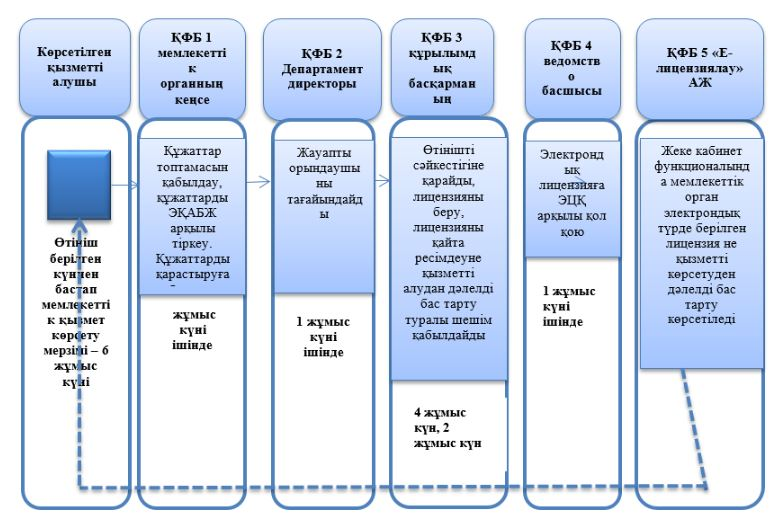 Көрсетілген
қызметті
алушы
ҚФБ 1
мемлекетті
к
органның
кеңсе
ҚФБ 2
Департамент
директоры
ҚФБ 3
құрылымд
ық
басқарман
ың
ҚФБ 4
ведомств
о
басшысы
ҚФБ 5 «Е-
лицензиялау»
АЖ
Өтініш
берілген
күннен
бастап
мемлекетті
к қызмет
көрсету
мерзімі – 6
жұмыс
күні
Құжаттар
топтамасын
қабылдау,
құжаттарды
ЭҚАБЖ
арқылы
тіркеу.
Құжаттарды
қарастыруға
жұмыс
күні
ішінде
Жауапты
орындаушы
ны
тағайындайд
ы
1 жұмыс
күні
ішінде
Өтінішті
сәйкестігіне
қарайды,
лицензияны
беру,
лицензияны
қайта
ресімдеуне
қызметті
алудан дәлелді
бас тарту
туралы шешім
қабылдайды
4 жұмыс
күн, 2
жұмыс күн
Электронд
ық
лицензияға
ЭЦҚ
арқылы қол
қою
1 жұмыс
күні
ішінде
Жеке кабинет
функционалынд
а мемлекеттік
орган
электрондық
түрде берілген
лицензия не
қызметті
көрсетуден
дәлелді бас
тарту
көрсетіледі